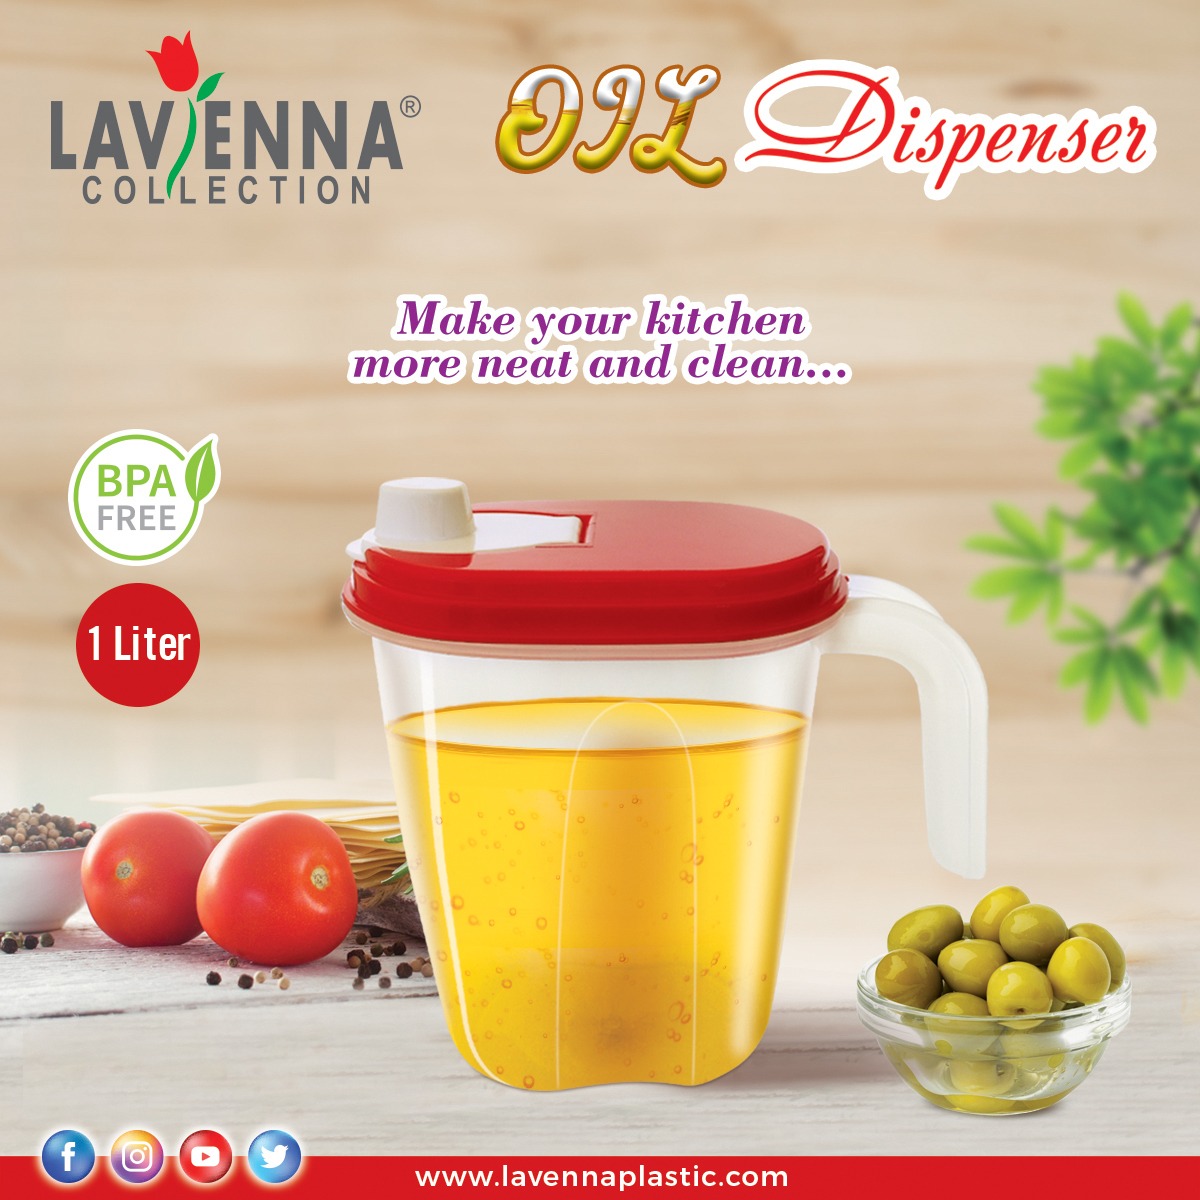 LAVIENNA®
COLLECTION
OIL Dispenser
Make your kitchen
more neat and clean...
BPA
FREE
1 Liter
www.lavennaplastic.com